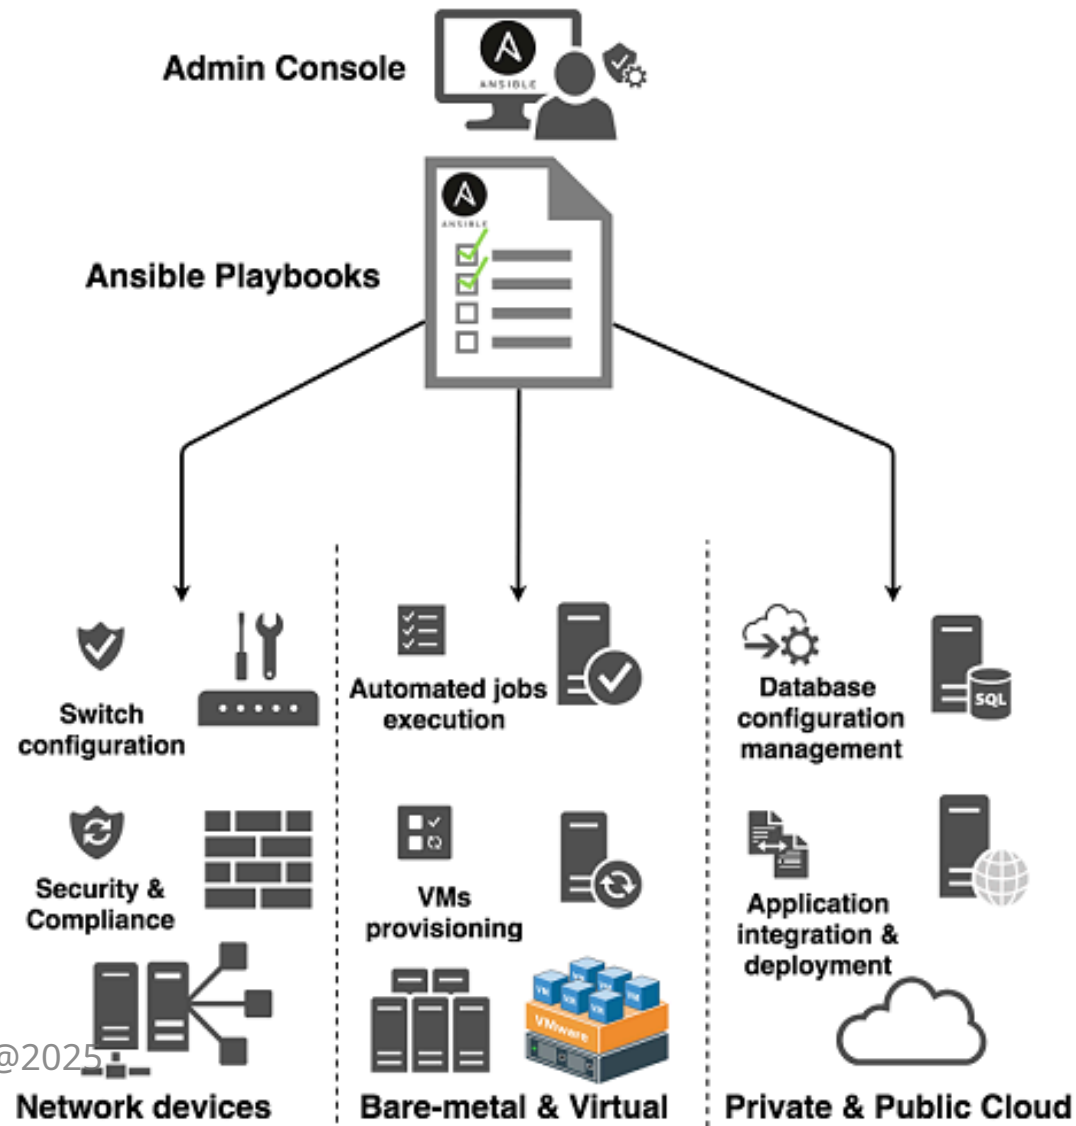 Admin Console
ANSIBLE
ANSIBLE
Ansible Playbooks
Switch
configuration
Security &
Compliance
@2025
Network devices
Automated jobs
execution
VMs
provisioning
VM
VM
VM
VM
VM
VM
VMware
Bare-metal & Virtual
Database
configuration
management
SQL
Application
integration &
deployment
Private & Public Cloud